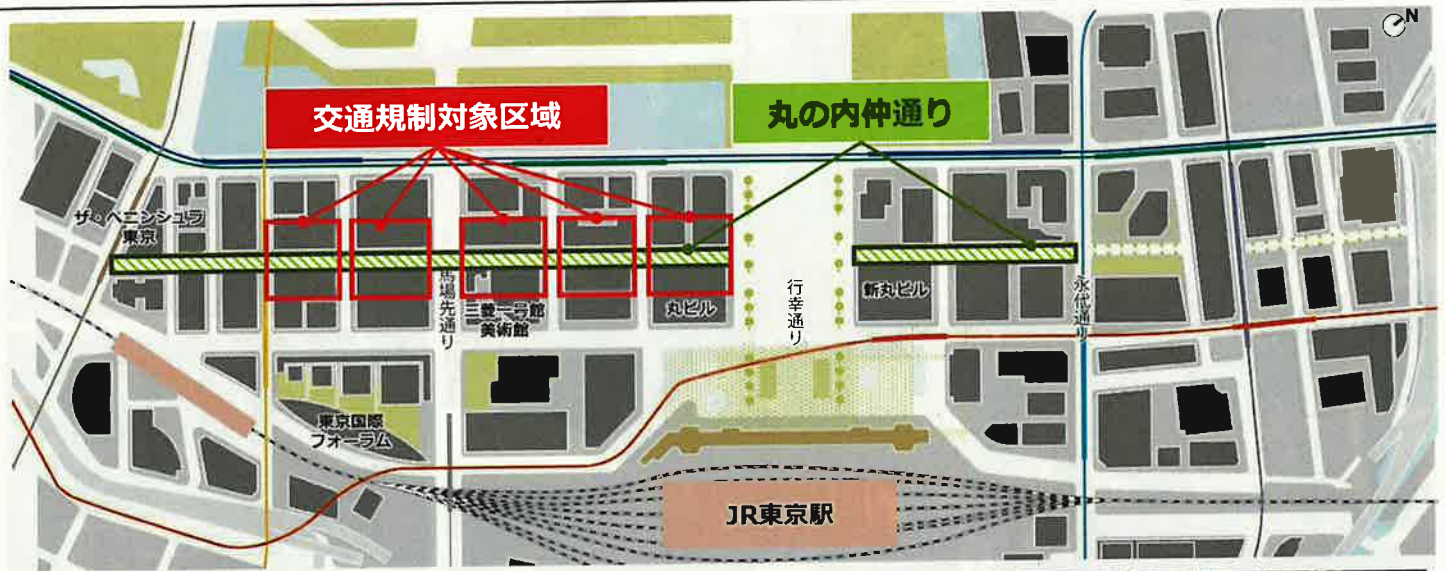 N
交通規制対象区域
丸の内仲通り
ザ・ペニンシュラ
東京
馬場先通り
三菱一号館
美術館
丸ビル
行幸通り
新丸ビル
永代通り
東京国際
フォーラム
JR東京駅